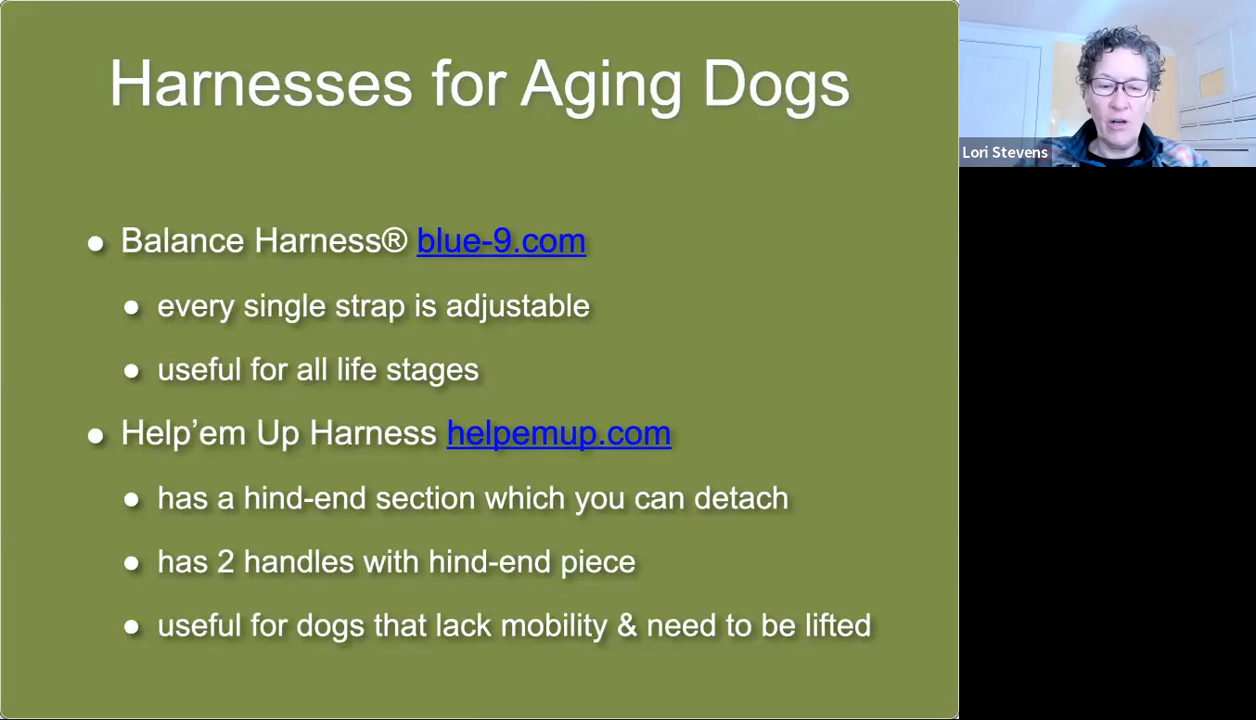 Harnesses for Aging Dogs
Lori Stevens
● Balance Harness® blue-9.com
● every single strap is adjustable
● useful for all life stages
● Help’em Up Harness helpemup.com
● has a hind-end section which you can detach
● has 2 handles with hind-end piece
● useful for dogs that lack mobility & need to be lifted